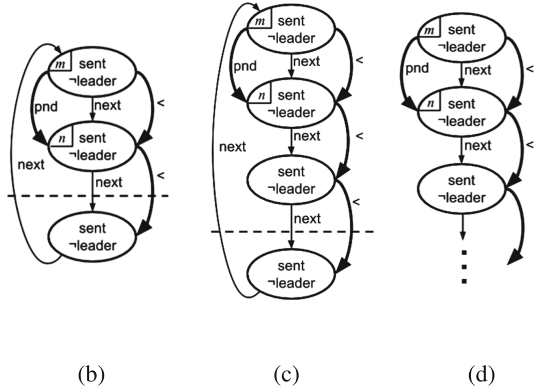 m sent
¬leader
pnd
next
<
n sent
¬leader
next
next
<
sent
¬leader
(b)
m sent
¬leader
pnd
next
<
n sent
¬leader
next
<
next
sent
¬leader
next
<
sent
¬leader
(c)
m sent
¬leader
pnd
next
<
n sent
¬leader
next
<
sent
¬leader
(d)